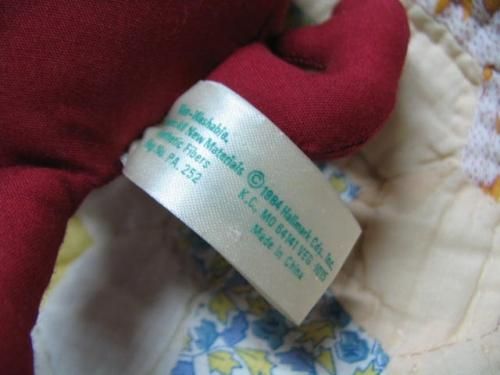 Washable.
All New Materials
Synthetic Fibers
Reg. No. PA. 252
©1984 Hallmark Cds., Inc.
K.C., MO 64141 VEG
Made in China